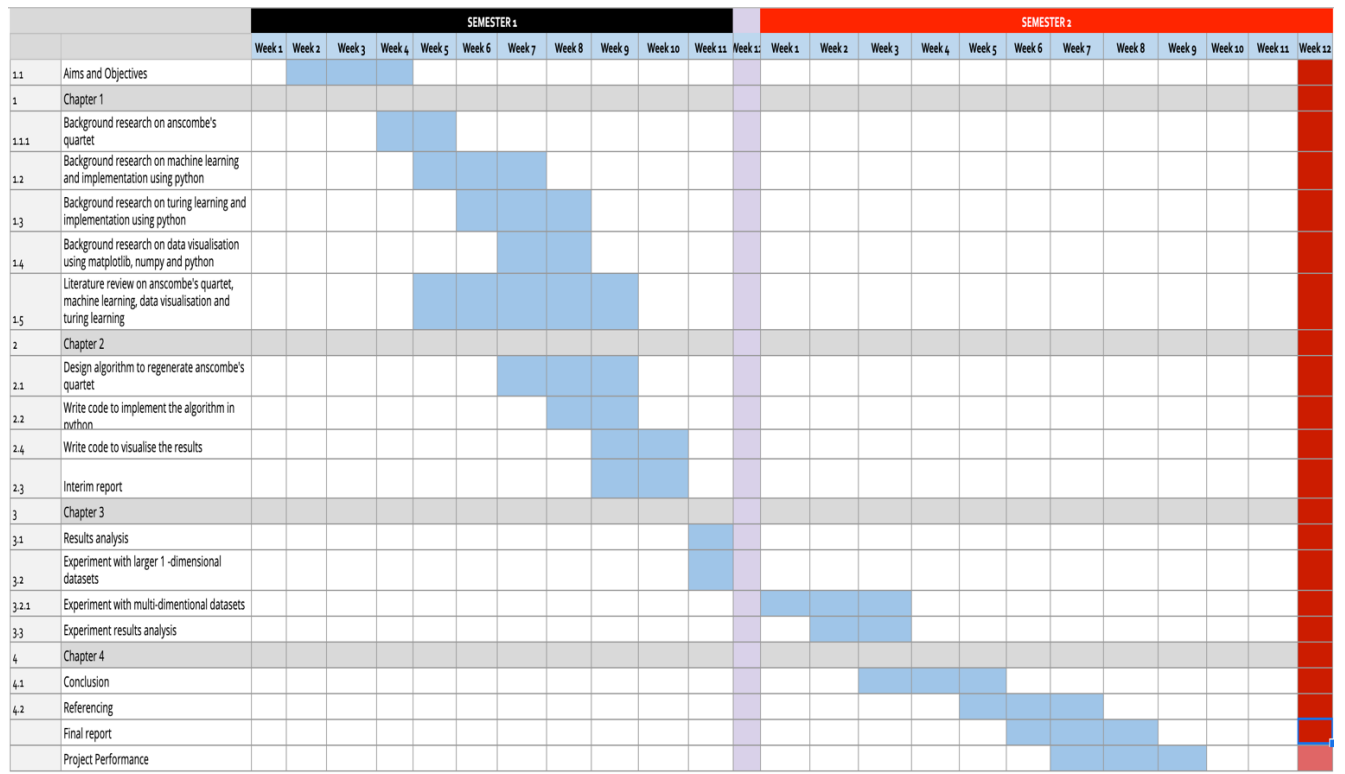 SEMESTER 1 SEMESTER 2
Week 1 Week 2 Week 3 Week 4 Week 5 Week 6 Week 7 Week 8 Week 9 Week 10 Week 11 Week 1 Week 1 Week 2 Week 3 Week 4 Week 5 Week 6 Week 7 Week 8 Week 9 Week 10 Week 11 Week 12
1.1 Aims and Objectives
1 Chapter 1
Background research on anscombe's
1.1.1 quartet
Background research on machine learning
1.2 and implementation using python
Background research on turing learning and
1.3 implementation using python
Background research on data visualisation
1.4 using matplotlib, numpy and python
Literature review on anscombe's quartet,
machine learning, data visualisation and
1.5 turing learning
2 Chapter 2
Design algorithm to regenerate anscombe's
2.1 quartet
Write code to implement the algorithm in
2.2 python
2.4 Write code to visualise the results
2.3 Interim report
3 Chapter 3
3.1 Results analysis
Experiment with larger 1 -dimensional
3.2 datasets
3.2.1 Experiment with multi-dimentional datasets
3.3 Experiment results analysis
4 Chapter 4
4.1 Conclusion
4.2 Referencing
Final report
Project Performance